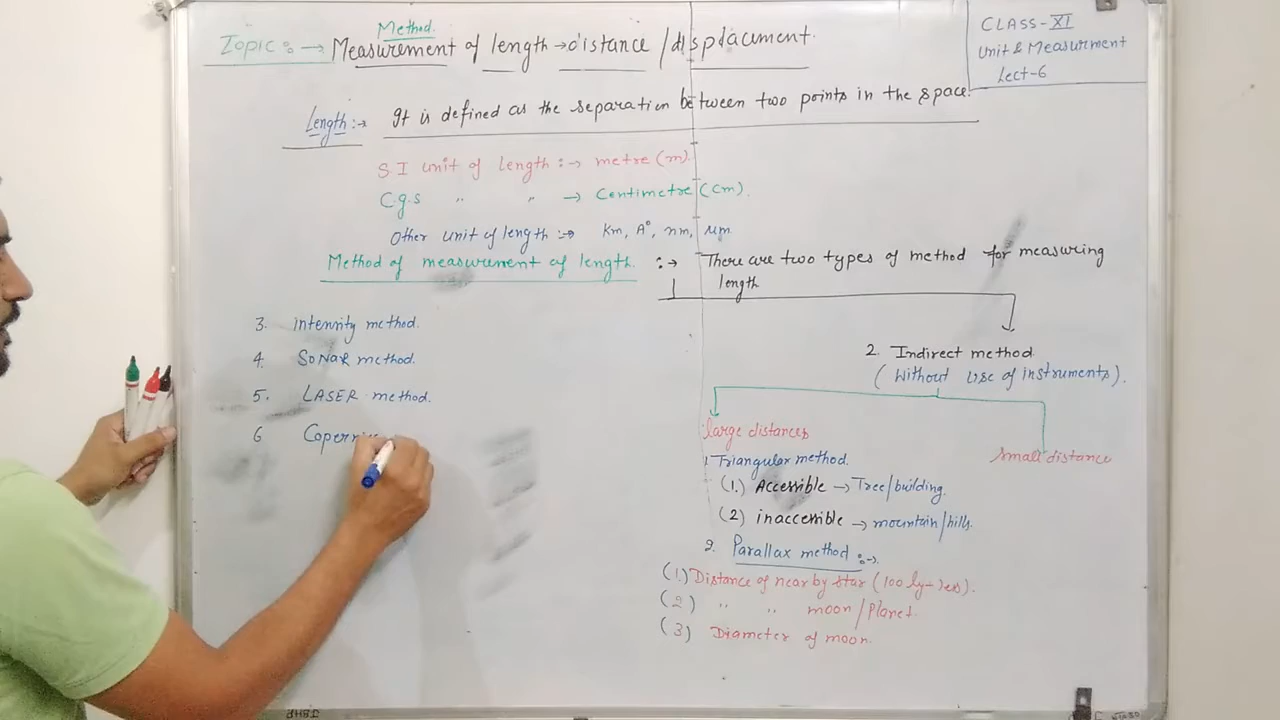 Method.
Topic:- → Measurement of length → distance / displacement.
CLASS-XI
Unit & Measurment
Lect-6
Length:→ It is defined as the separation between two points in the space.
S I unit of length :→ metre (m).
C.g.s " " → Centimetre (Cm).
Other unit of length :→ Km, A°, nm, μm
Method of measurement of length. :→ There are two types of method for measuring
length
3. intensity method.
4. SONAR method.
5. LASER method.
6 Coperni
2. Indirect method
(Without use of instruments).
large distances
small distance
1. Triangular method.
(1.) Accessible → Tree/building.
(2) inaccessible → mountain/hills.
2. Parallax method :→.
(1.) Distance of near by star (100 ly-less).
(2) " " moon/Planet.
(3) Diameter of moon.